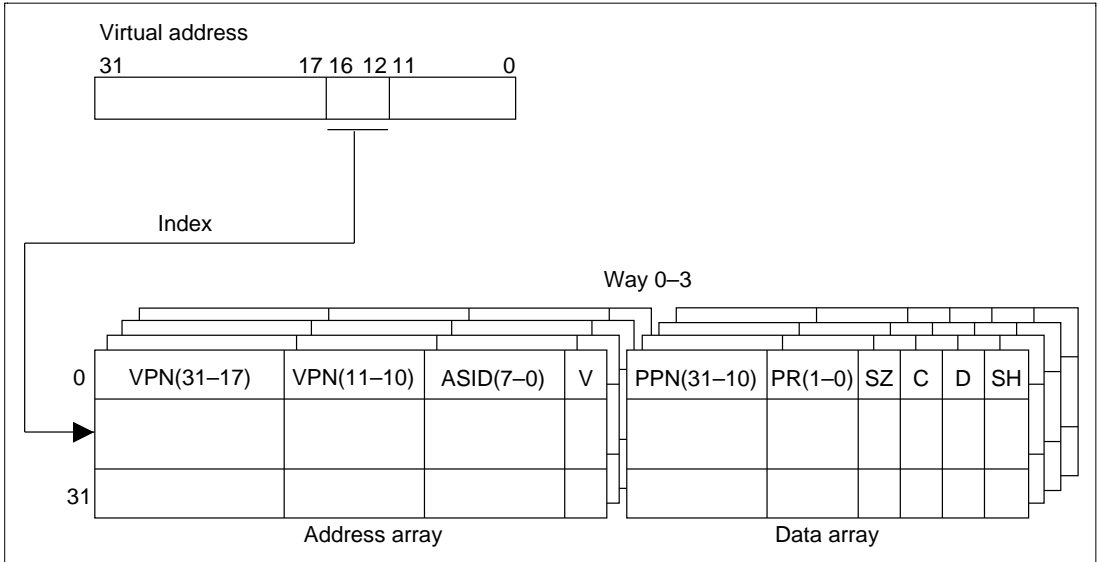 Virtual address
31 17 16 12 11 0
Index
Way 0–3
0 VPN(31–17) VPN(11–10) ASID(7–0) V PPN(31–10) PR(1–0) SZ C D SH
31
Address array Data array